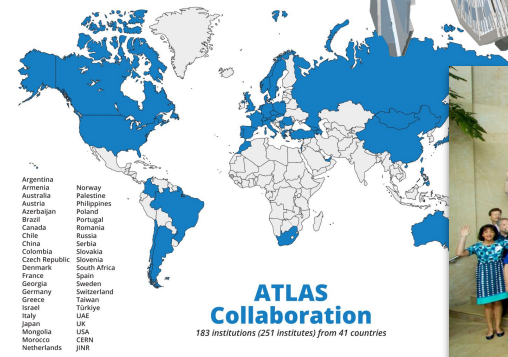 Argentina
Armenia
Australia
Austria
Azerbaijan
Brazil
Canada
Chile
China
Colombia
Czech Republic
Denmark
France
Georgia
Germany
Greece
Israel
Italy
Japan
Mongolia
Morocco
Netherlands
Norway
Palestine
Philippines
Poland
Portugal
Romania
Russia
Serbia
Slovakia
Slovenia
South Africa
Spain
Sweden
Switzerland
Taiwan
Türkiye
UAE
UK
USA
CERN
JINR
ATLAS
Collaboration
183 institutions (251 institutes) from 41 countries